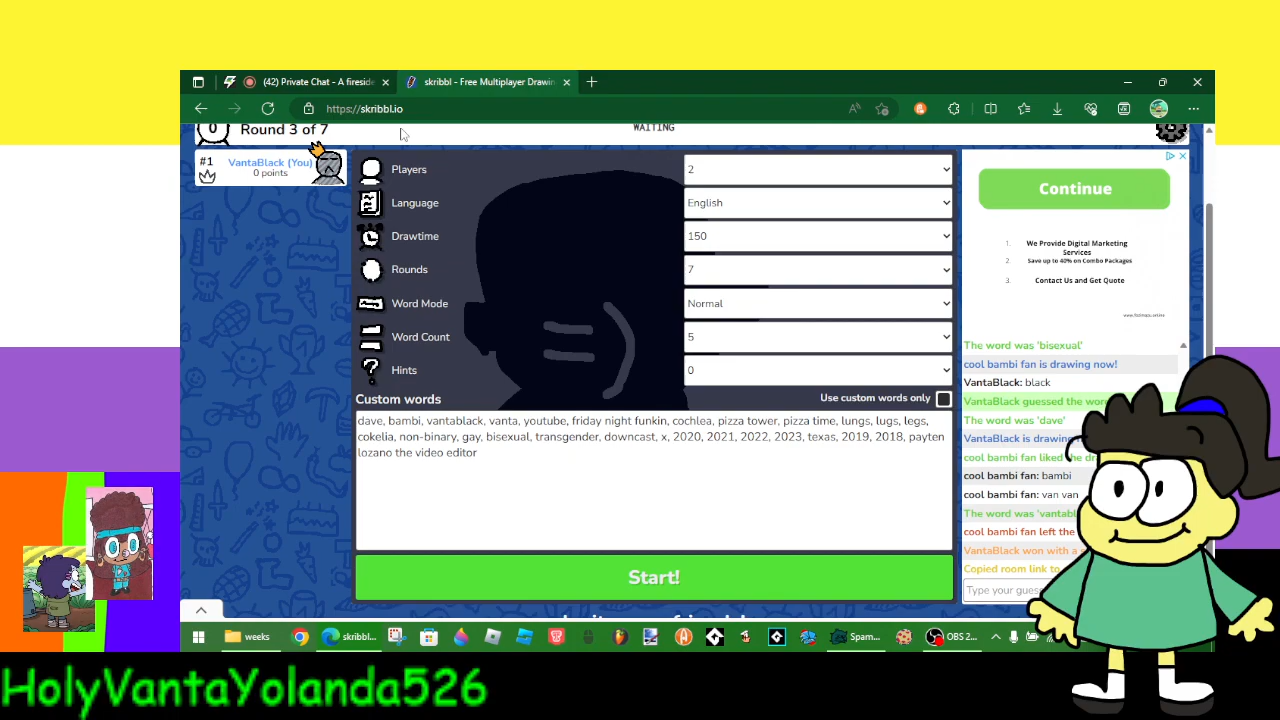 (42) Private Chat - A fireside
skribbl - Free Multiplayer Drawin
https://skribbl.io
Round 3 of 7
WAITING
#1
VantaBlack (You)
0 points
Players
2
Language
English
Drawtime
150
Rounds
7
Word Mode
Normal
Word Count
5
Hints
0
Custom words
Use custom words only
dave, bambi, vantablack, vanta, youtube, friday night funkin, cochlea, pizza tower, pizza time, lungs, lugs, legs,
cokelia, non-binary, gay, bisexual, transgender, downcast, x, 2020, 2021, 2022, 2023, texas, 2019, 2018, payten
lozano the video editor
Start!
Continue
1. We Provide Digital Marketing
Services
2. Save up to 40% on Combo Packages
3. Contact Us and Get Quote
The word was 'bisexual'
cool bambi fan is drawing now!
VantaBlack: black
VantaBlack guessed the wor
The word was 'dave'
VantaBlack is drawing
cool bambi fan liked the dr
cool bambi fan: bambi
cool bambi fan: van van
The word was 'vantabl
cool bambi fan left the
VantaBlack won with a s
Copied room link to
Type your gues
weeks
skribbl...
Spam...
OBS 2...
HolyVantaYolanda526